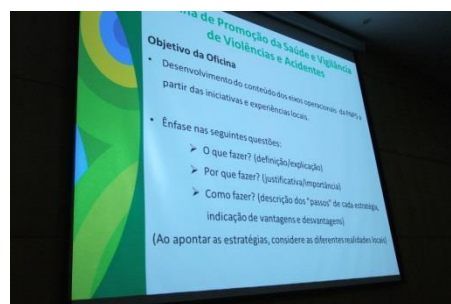 de Promoção da Saúde e Vigilância
de Violências e Acidentes
Objetivo da Oficina
• Desenvolvimento do conteúdo dos eixos operacionais da PNPS a
partir das iniciativas e experiências locais.
• Ênfase nas seguintes questões:
➢ O que fazer? (definição/explicação)
➢ Por que fazer? (justificativa/importância)
➢ Como fazer? (descrição dos "passos" de cada estratégia,
indicação de vantagens e desvantagens)
(Ao apontar as estratégias, considere as diferentes realidades locais)